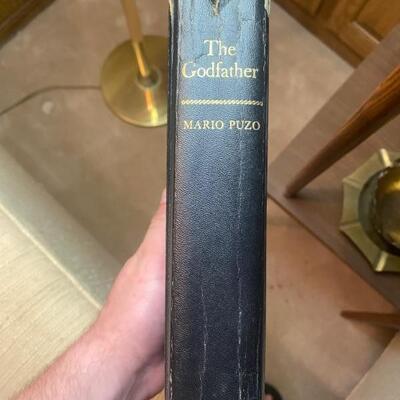 The
Godfather
MARIO PUZO